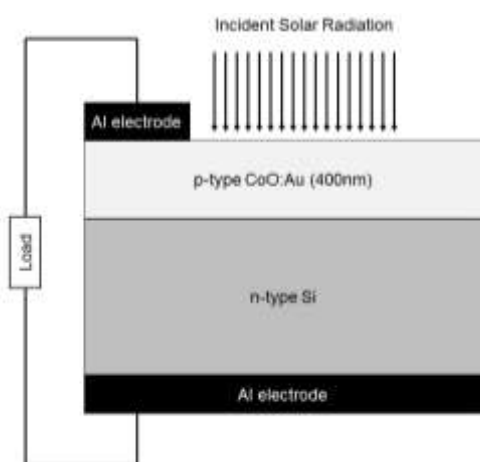 Incident Solar Radiation
Al electrode
p-type CoO:Au (400nm)
Load
n-type Si
Al electrode